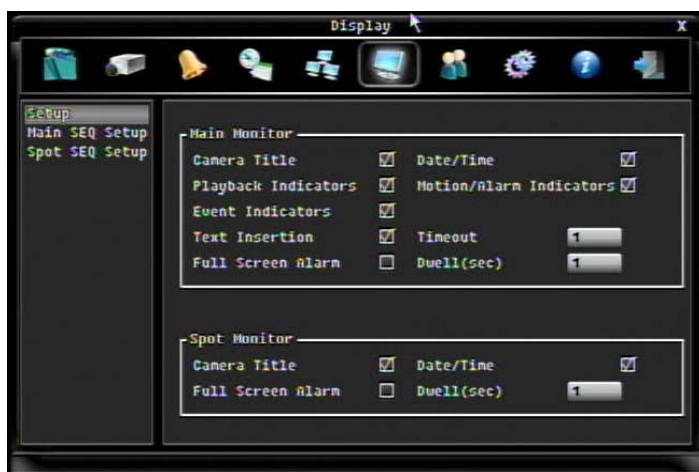 Display X
Setup
Main SEQ Setup
Spot SEQ Setup
Main Monitor
Camera Title Date/Time
Playback Indicators Motion/Alarm Indicators
Event Indicators
Text Insertion Timeout 1
Full Screen Alarm Dwell(sec) 1
Spot Monitor
Camera Title Date/Time
Full Screen Alarm Dwell(sec) 1